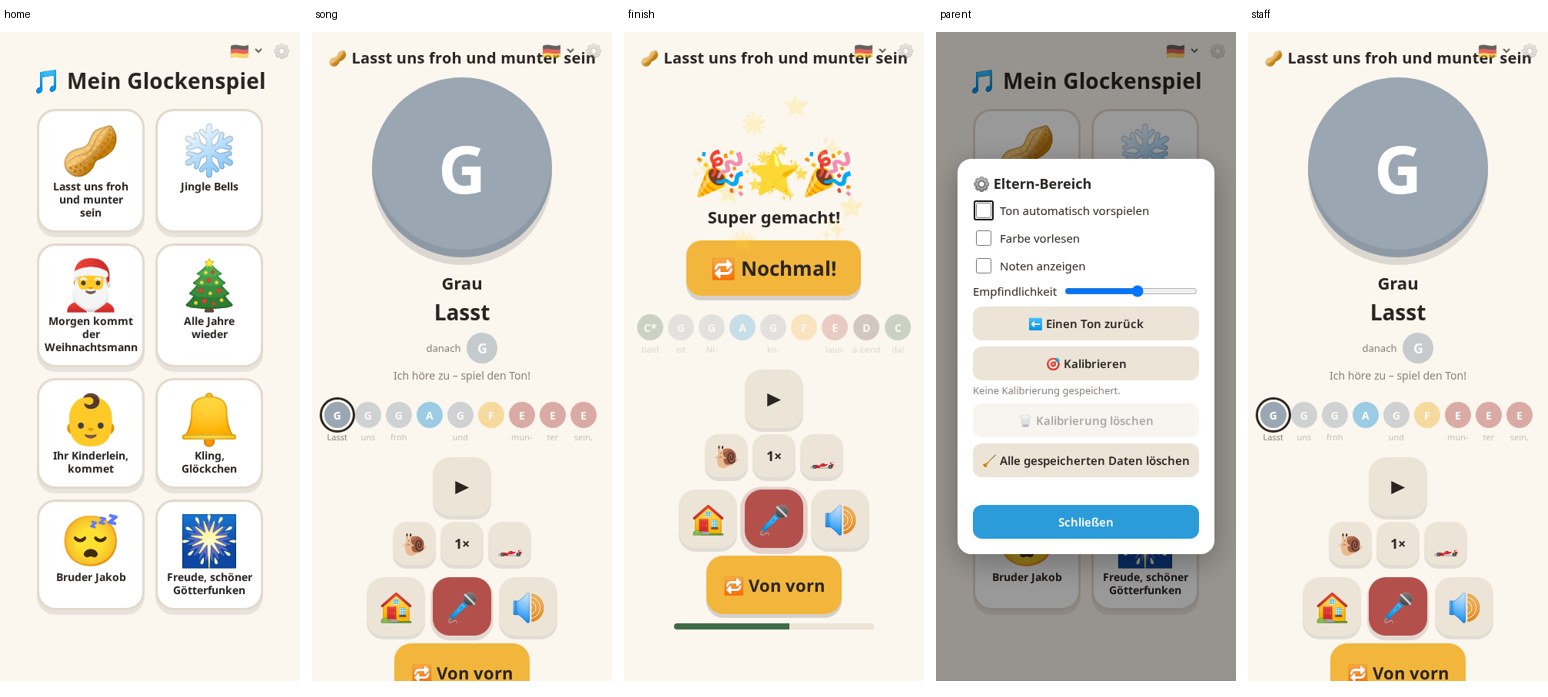 home
Mein Glockenspiel
Lasst uns froh
und munter
sein
Jingle Bells
Morgen kommt
der
Weihnachtsmann
Alle Jahre
wieder
Ihr Kinderlein,
kommet
Kling,
Glöckchen
Bruder Jakob
Freude, schöner
Götterfunken
song
Lasst uns froh und munter sein
G
Grau
Lasst
danach G
Ich höre zu – spiel den Ton!
G G G A G F E E E
Lasst uns froh und mun- ter sein,
1×
Von vorn
finish
Lasst uns froh und munter sein
Super gemacht!
Nochmal!
C* G G A G F E D C
bald ist Ni- ko- laus- a-bend da!
1×
Von vorn
parent
Mein Glockenspiel
Eltern-Bereich
Ton automatisch vorspielen
Farbe vorlesen
Noten anzeigen
Empfindlichkeit
Einen Ton zurück
Kalibrieren
Keine Kalibrierung gespeichert.
Kalibrierung löschen
Alle gespeicherten Daten löschen
Schließen
Bruder Jakob
Freude, schöner
Götterfunken
staff
Lasst uns froh und munter sein
G
Grau
Lasst
danach G
Ich höre zu – spiel den Ton!
G G G A G F E E E
Lasst uns froh und mun- ter sein,
1×
Von vorn